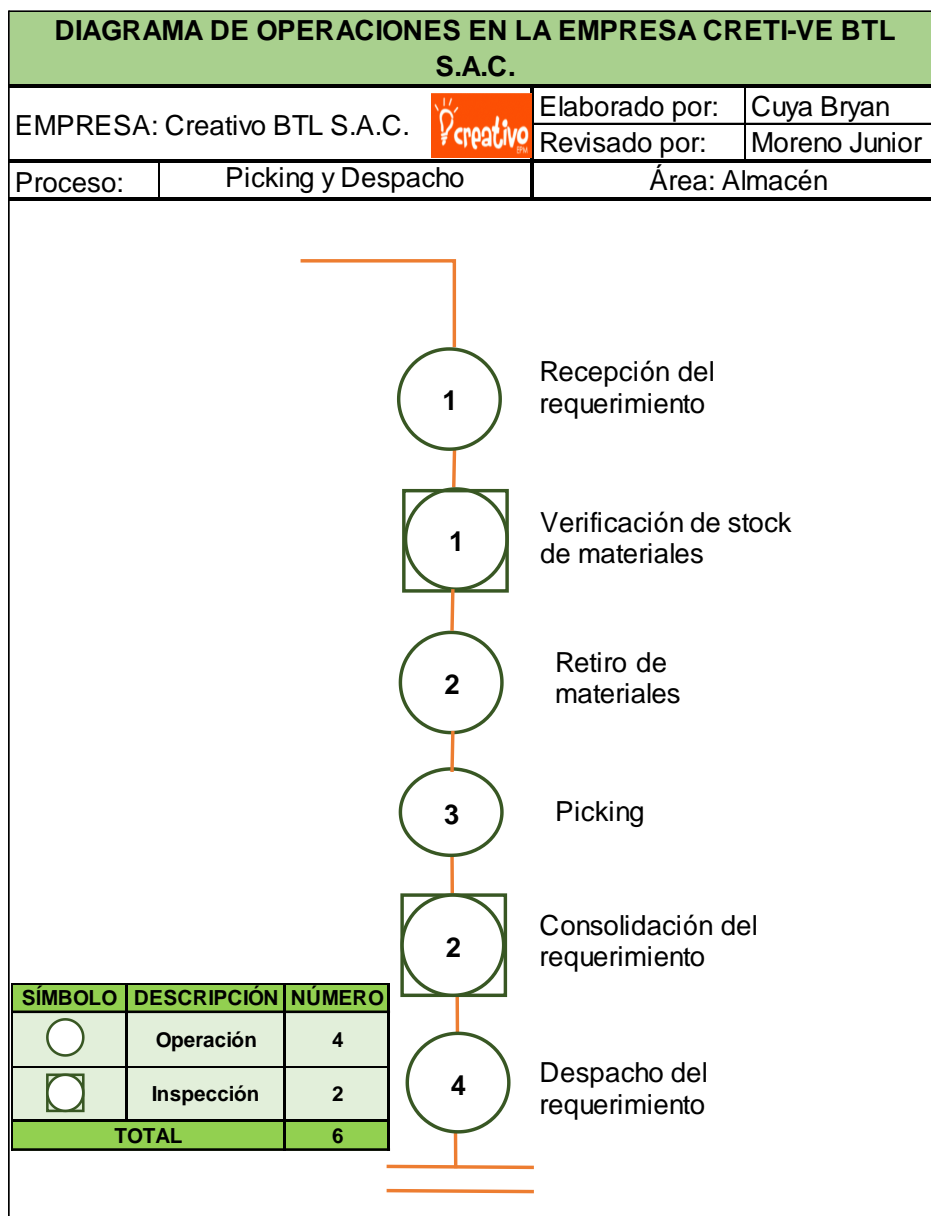 DIAGRAMA DE OPERACIONES EN LA EMPRESA CRETI-VE BTL
S.A.C.
EMPRESA: Creativo BTL S.A.C.
creativo
BTL
Elaborado por: Cuya Bryan
Revisado por: Moreno Junior
Proceso: Picking y Despacho Área: Almacén
1
Recepción del
requerimiento
1
Verificación de stock
de materiales
2
Retiro de
materiales
3
Picking
2
Consolidación del
requerimiento
4
Despacho del
requerimiento
SÍMBOLO DESCRIPCIÓN NÚMERO
Operación 4
Inspección 2
TOTAL 6